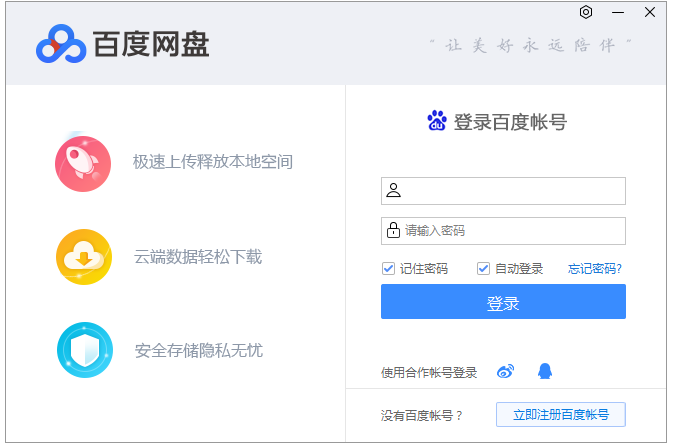 百度网盘
“ 让美好永远陪伴 ”
极速上传释放本地空间
云端数据轻松下载
安全存储隐私无忧
du 登录百度帐号
请输入密码
记住密码 自动登录 忘记密码?
登录
使用合作帐号登录
没有百度帐号？ 立即注册百度帐号